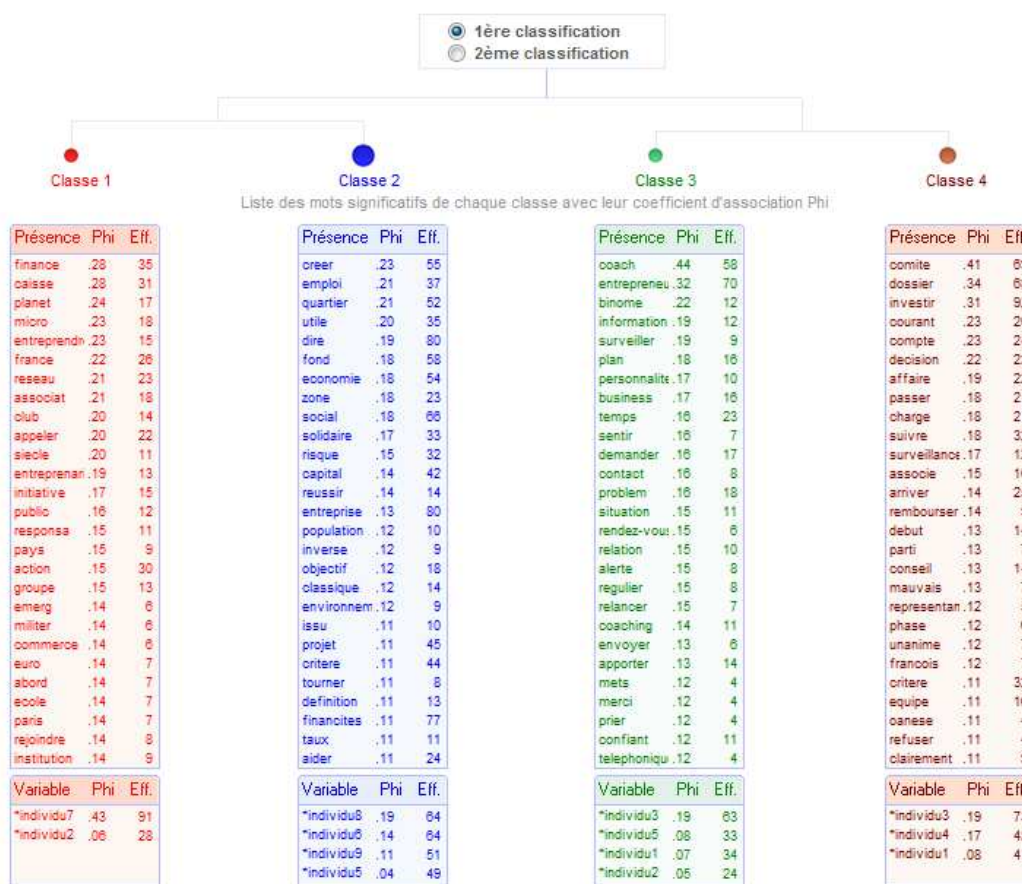 1ère classification
2ème classification
Classe 1
Classe 2
Classe 3
Classe 4
Liste des mots significatifs de chaque classe avec leur coefficient d'association Phi
Présence Phi Eff.
finance .28 35
caisse .28 31
planet .24 17
micro .23 18
entreprendr .23 15
france .22 26
reseau .21 23
associat .21 18
club .20 14
appeler .20 22
siecle .20 11
entreprenari .19 13
initiative .17 15
public .16 12
responsa .15 11
pays .15 9
action .15 30
groupe .15 13
emerg .14 6
militer .14 6
commerce .14 6
euro .14 7
abord .14 7
ecole .14 7
paris .14 7
rejoindre .14 8
institution .14 9
Variable Phi Eff.
*individu7 .43 91
*individu2 .06 28
Présence Phi Eff.
creer .23 55
emploi .21 37
quartier .21 52
utile .20 35
dire .19 80
fond .18 58
economie .18 54
zone .18 23
social .18 66
solidaire .17 33
risque .15 32
capital .14 42
reussir .14 14
entreprise .13 80
population .12 10
inverse .12 9
objectif .12 18
classique .12 14
environnem .12 9
issu .11 10
projet .11 45
critere .11 44
tourner .11 8
definition .11 13
financites .11 77
taux .11 11
aider .11 24
Variable Phi Eff.
*individu8 .19 64
*individu6 .14 64
*individu9 .11 51
*individu5 .04 49
Présence Phi Eff.
coach .44 58
entrepreneu .32 70
binome .22 12
information .19 12
surveiller .19 9
plan .18 16
personnalite .17 10
business .17 16
temps .16 23
sentir .16 7
demander .16 17
contact .16 8
problem .16 18
situation .15 11
rendez-vous .15 6
relation .15 10
alerte .15 8
regulier .15 8
relancer .15 7
coaching .14 11
envoyer .13 6
apporter .13 14
mets .12 4
merci .12 4
prier .12 4
confiant .12 11
telephoniqu .12 4
Variable Phi Eff.
*individu3 .19 63
*individu5 .08 33
*individu1 .07 34
*individu2 .05 24
Présence Phi Eff
comite .41
dossier .34
investir .31
courant .23
compte .23
decision .22
affaire .19
passer .18
charge .18
suivre .18
surveillance .17
associe .15
arriver .14
rembourser .14
debut .13
parti .13
conseil .13
mauvais .13
representan .12
phase .12
unanime .12
francois .12
critere .11
equipe .11
canese .11
refuser .11
clairement .11
Variable Phi Eff
*individu3 .19
*individu4 .17
*individu1 .08